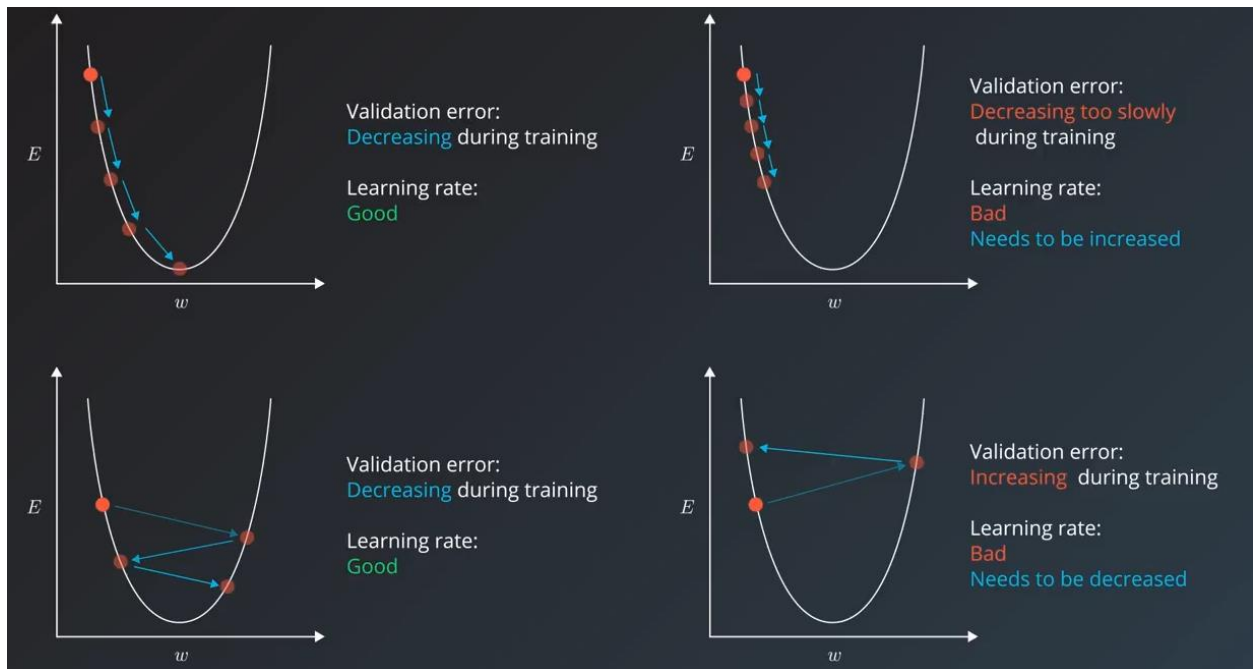 E
w
Validation error:
Decreasing during training
Learning rate:
Good
E
w
Validation error:
Decreasing too slowly
during training
Learning rate:
Bad
Needs to be increased
E
w
Validation error:
Decreasing during training
Learning rate:
Good
E
w
Validation error:
Increasing during training
Learning rate:
Bad
Needs to be decreased